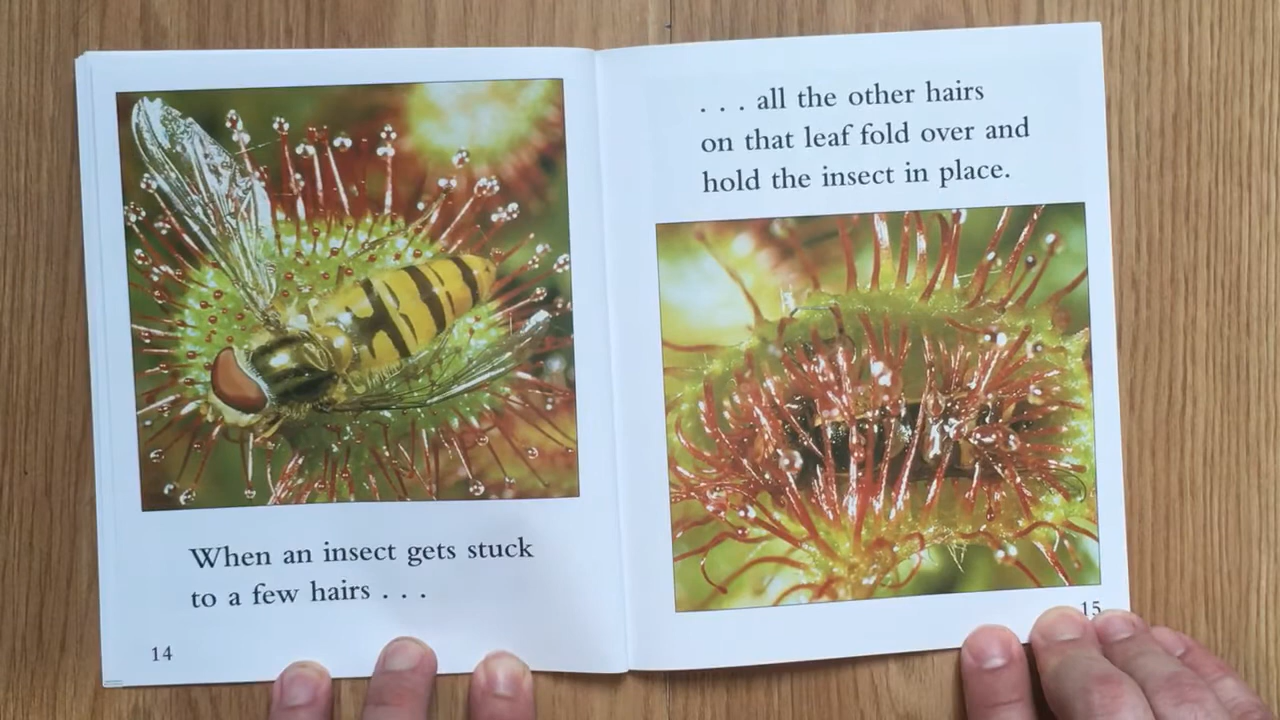 When an insect gets stuck
to a few hairs . . .
14
. . . all the other hairs
on that leaf fold over and
hold the insect in place.
15